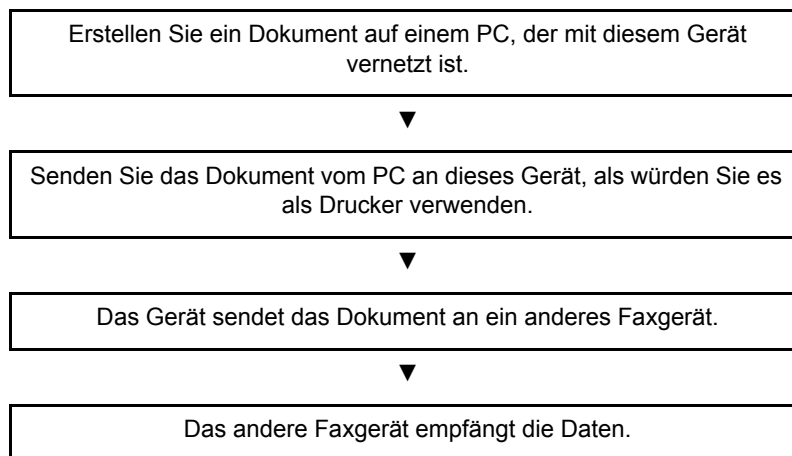 Erstellen Sie ein Dokument auf einem PC, der mit diesem Gerät
vernetzt ist.
▼
Senden Sie das Dokument vom PC an dieses Gerät, als würden Sie es
als Drucker verwenden.
▼
Das Gerät sendet das Dokument an ein anderes Faxgerät.
▼
Das andere Faxgerät empfängt die Daten.